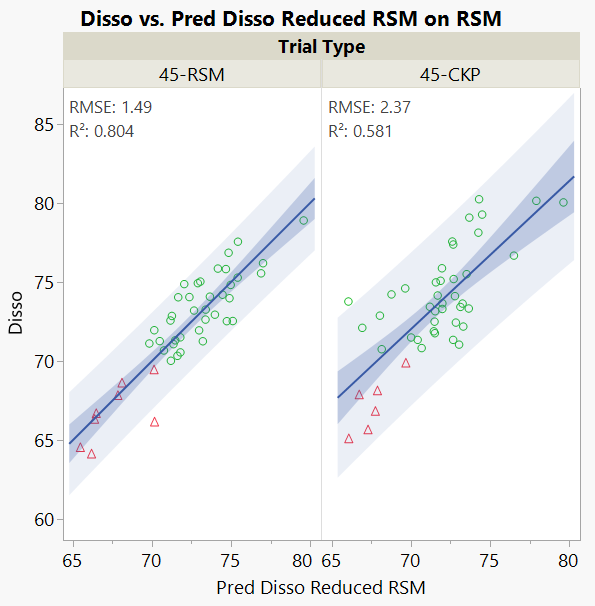 Disso vs. Pred Disso Reduced RSM on RSM
Trial Type
45-RSM 45-CKP
RMSE: 1.49 RMSE: 2.37
R²: 0.804 R²: 0.581
85
80
75
70
65
60
Disso
65 70 75 80 65 70 75 80
Pred Disso Reduced RSM